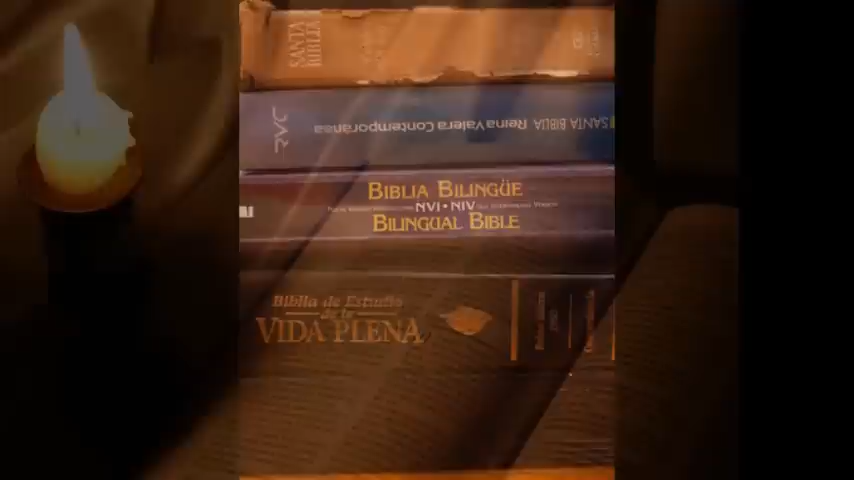 SANTA
BIBLIA
RVC
Reina Valera Contemporánea
SANTA BIBLIA
BIBLIA BILINGÜE
NVI • NIV
BILINGUAL BIBLE
Biblia de Estudio
de la
VIDA PLENA